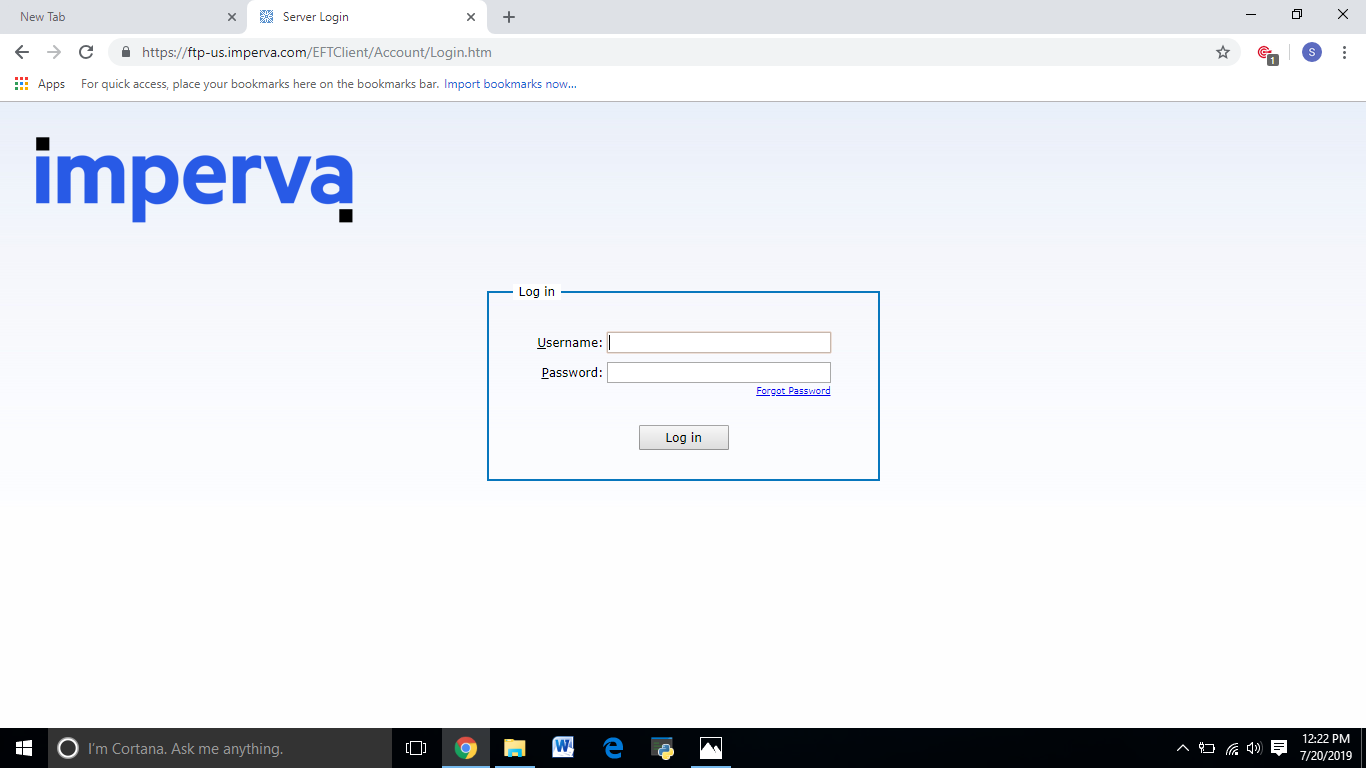 New Tab
Server Login
https://ftp-us.imperva.com/EFTClient/Account/Login.htm
1
S
Apps
For quick access, place your bookmarks here on the bookmarks bar. Import bookmarks now...
imperva
Log in
Username:
Password:
Forgot Password
Log in
I'm Cortana. Ask me anything.
12:22 PM
7/20/2019